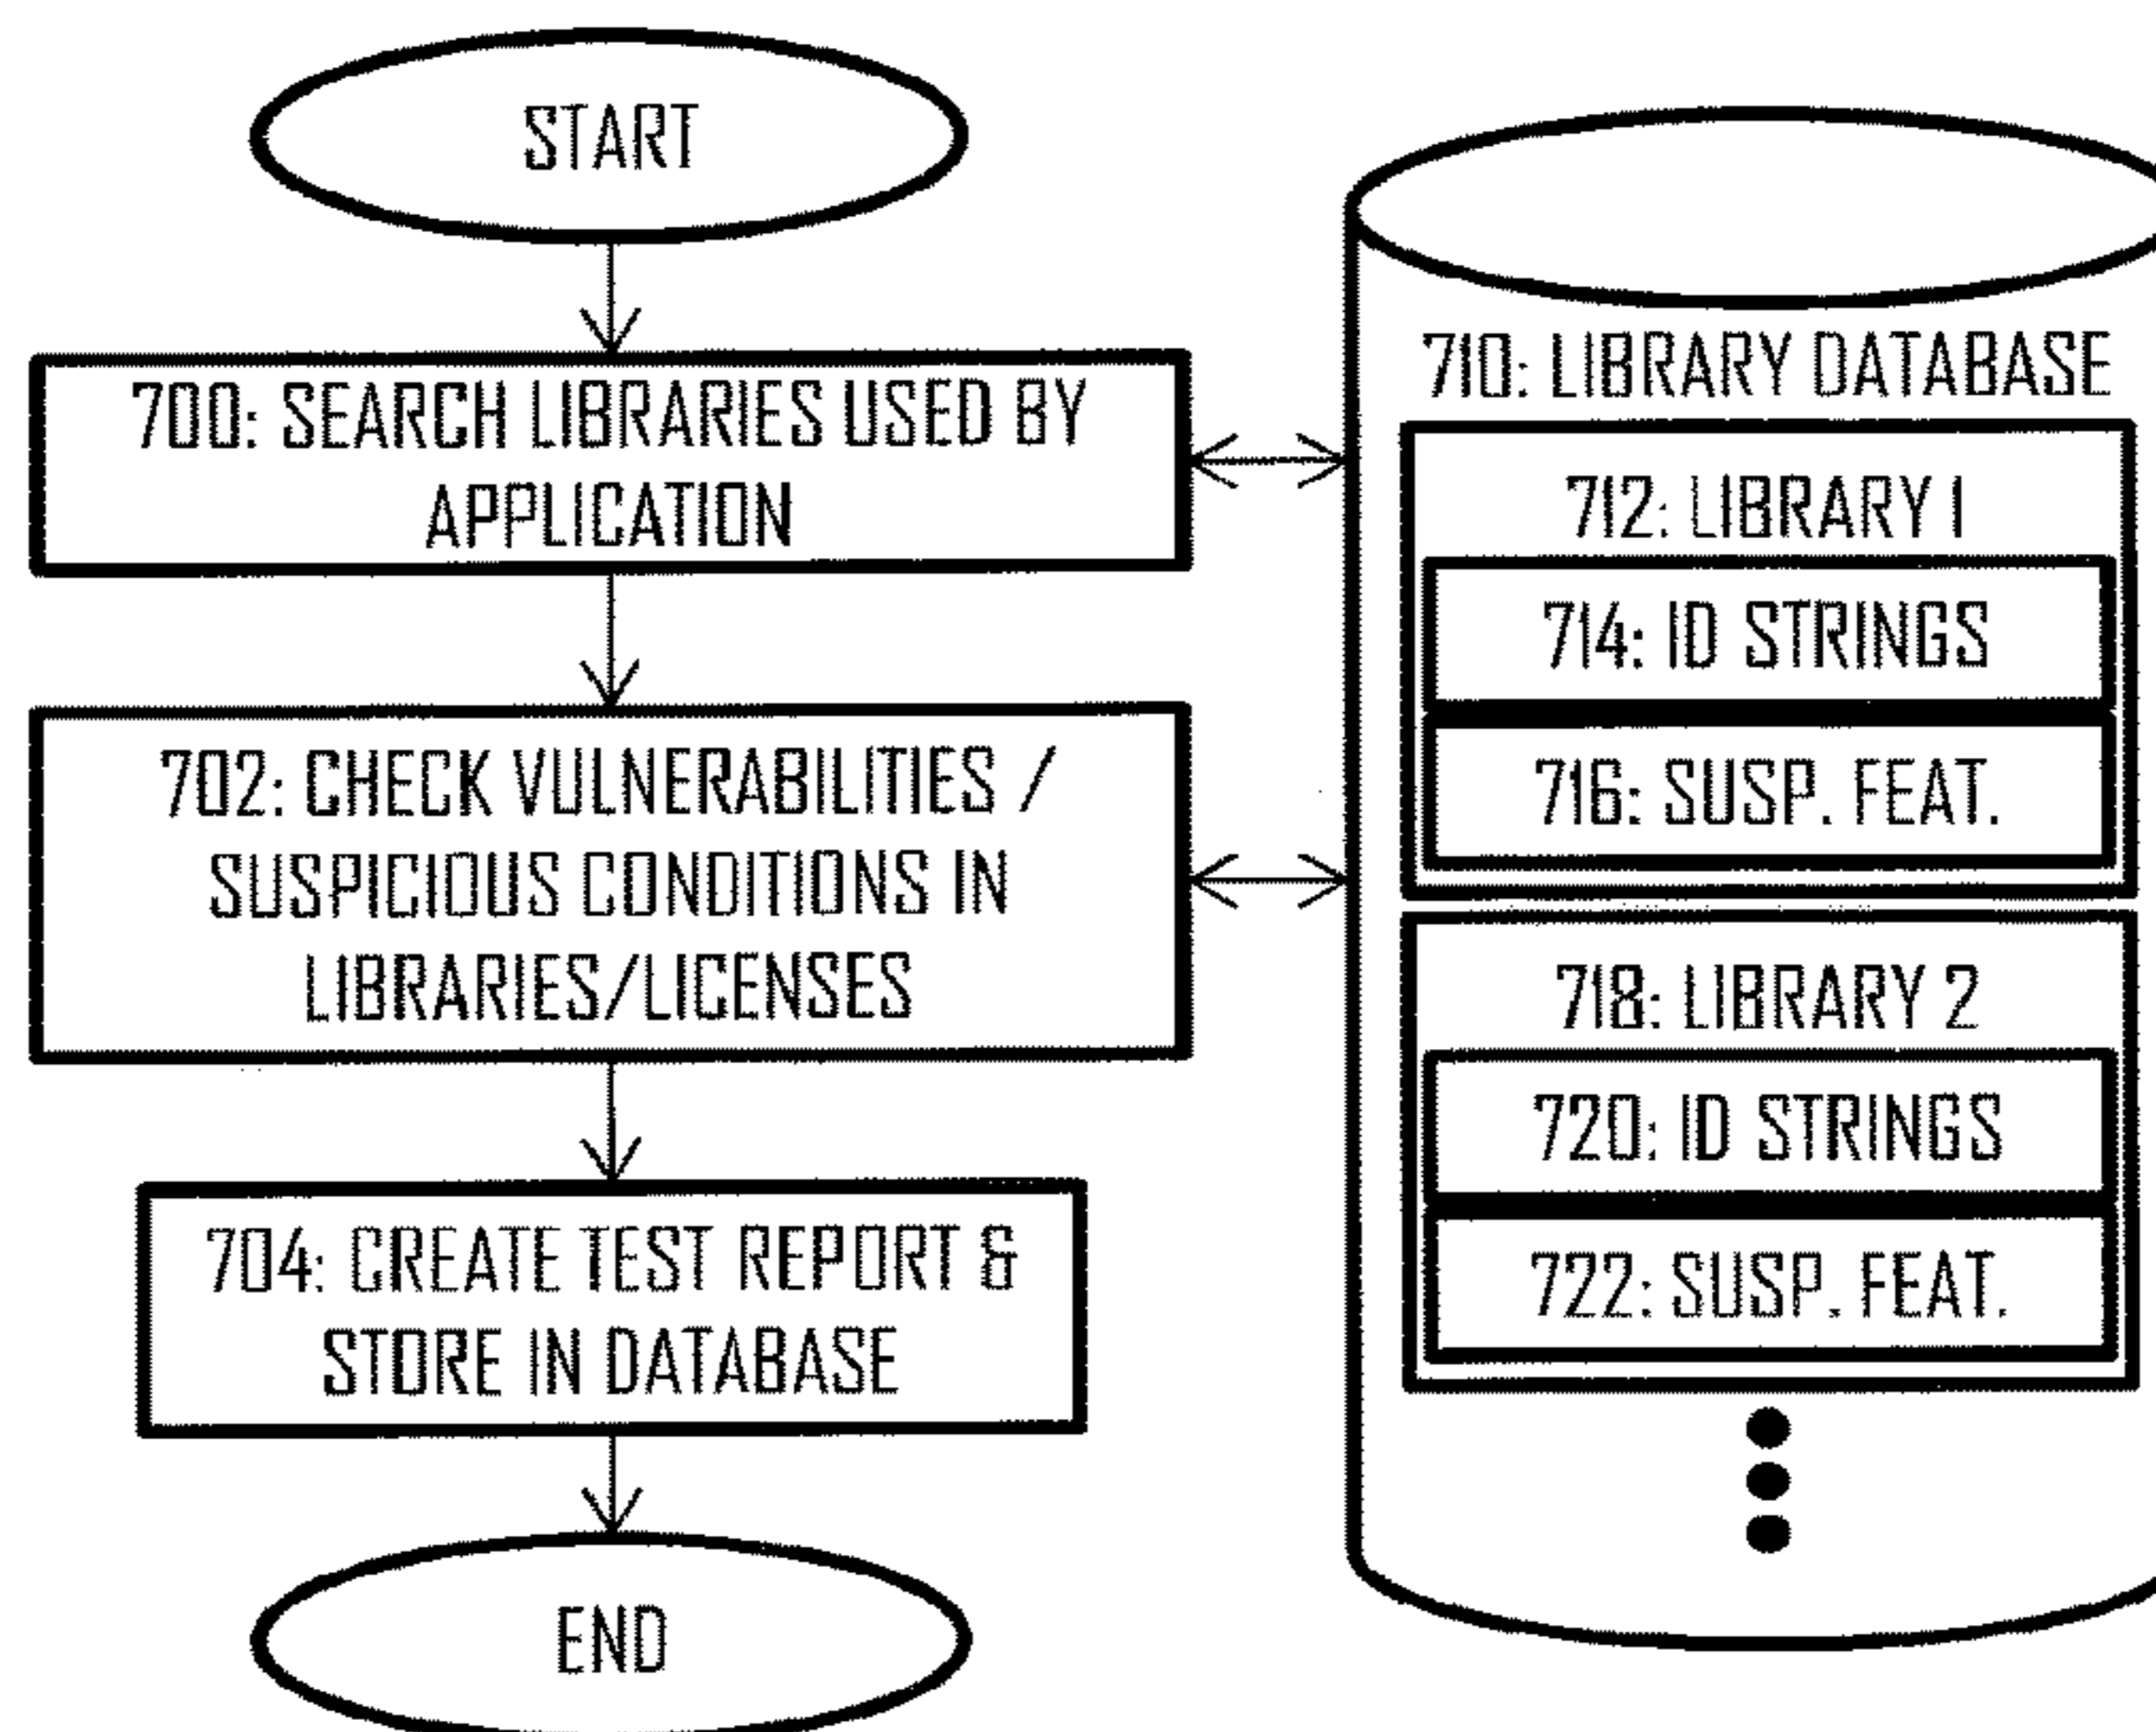 START
700: SEARCH LIBRARIES USED BY
APPLICATION
702: CHECK VULNERABILITIES /
SUSPICIOUS CONDITIONS IN
LIBRARIES/LICENSES
704: CREATE TEST REPORT &
STORE IN DATABASE
END
710: LIBRARY DATABASE
712: LIBRARY 1
714: ID STRINGS
716: SUSP. FEAT.
718: LIBRARY 2
720: ID STRINGS
722: SUSP. FEAT.